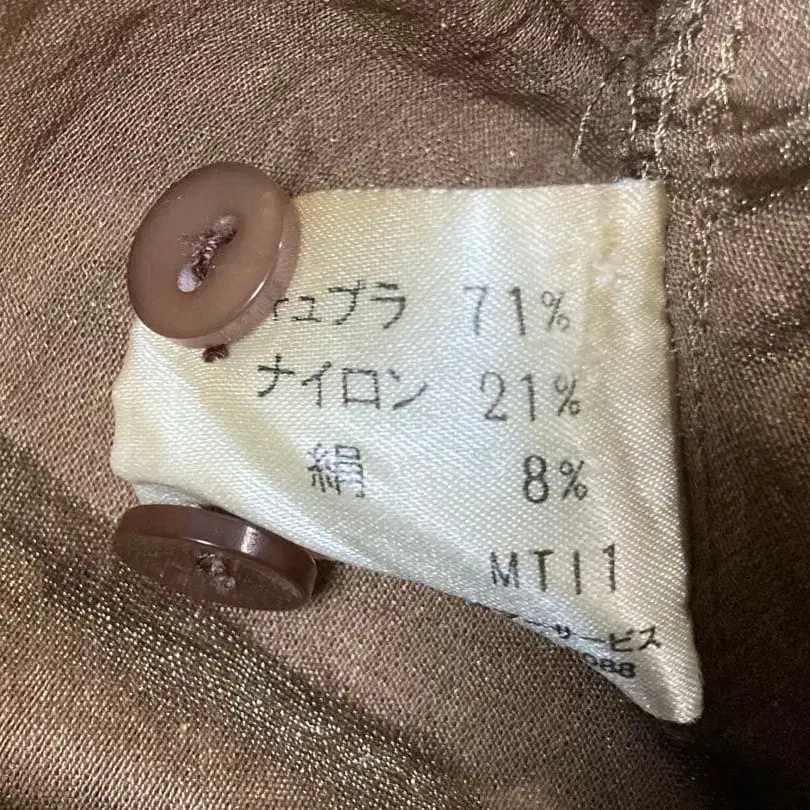 ュプラ 71%
ナイロン 21%
絹 8%
MT11
ーサービス
088